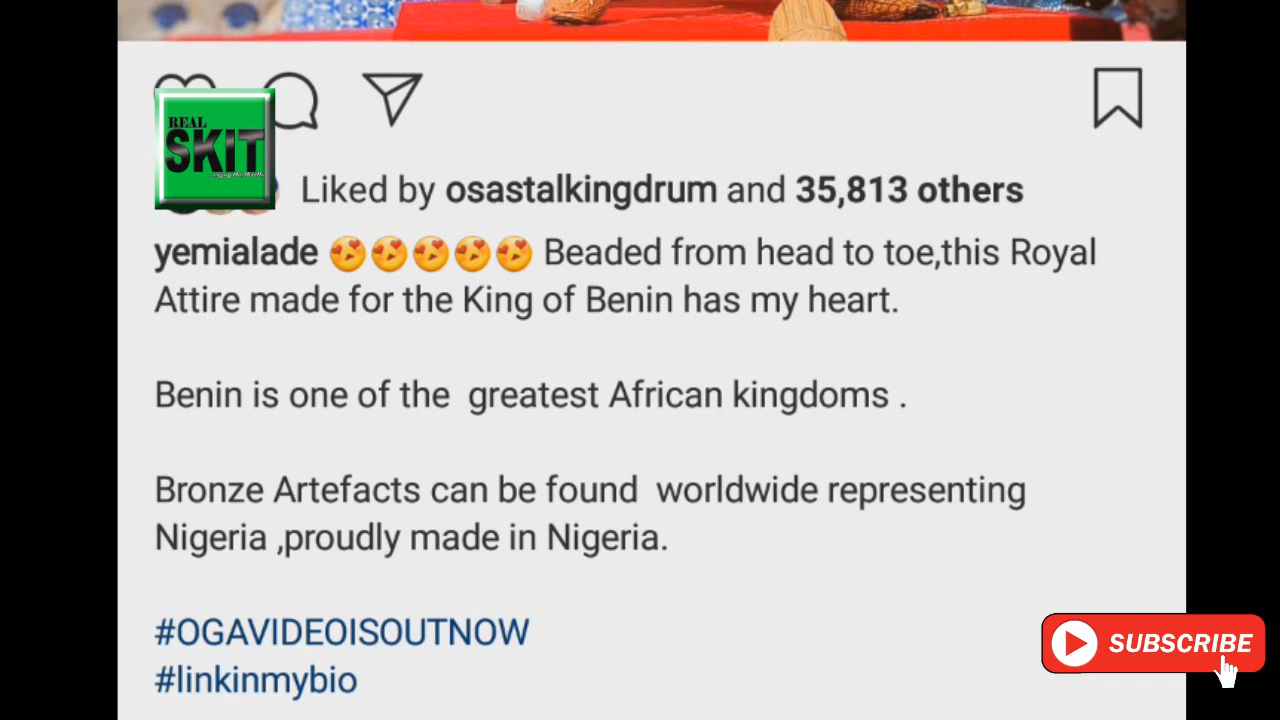 REAL
SKIT
Liked by osastalkingdrum and 35,813 others
yemialade 😍😍😍😍😍 Beaded from head to toe,this Royal
Attire made for the King of Benin has my heart.
Benin is one of the  greatest African kingdoms .
Bronze Artefacts can be found  worldwide representing
Nigeria ,proudly made in Nigeria.
#OGAVIDEOISOUTNOW
#linkinmybio
SUBSCRIBE